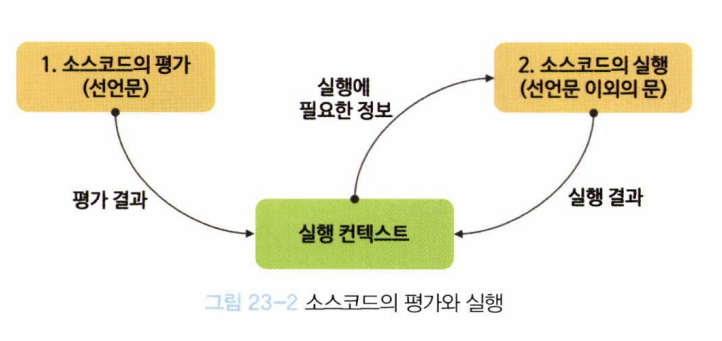 1. 소스코드의 평가
(선언문)
2. 소스코드의 실행
(선언문 이외의 문)
실행에
필요한 정보
평가 결과
실행 결과
실행 컨텍스트
그림 23-2 소스코드의 평가와 실행